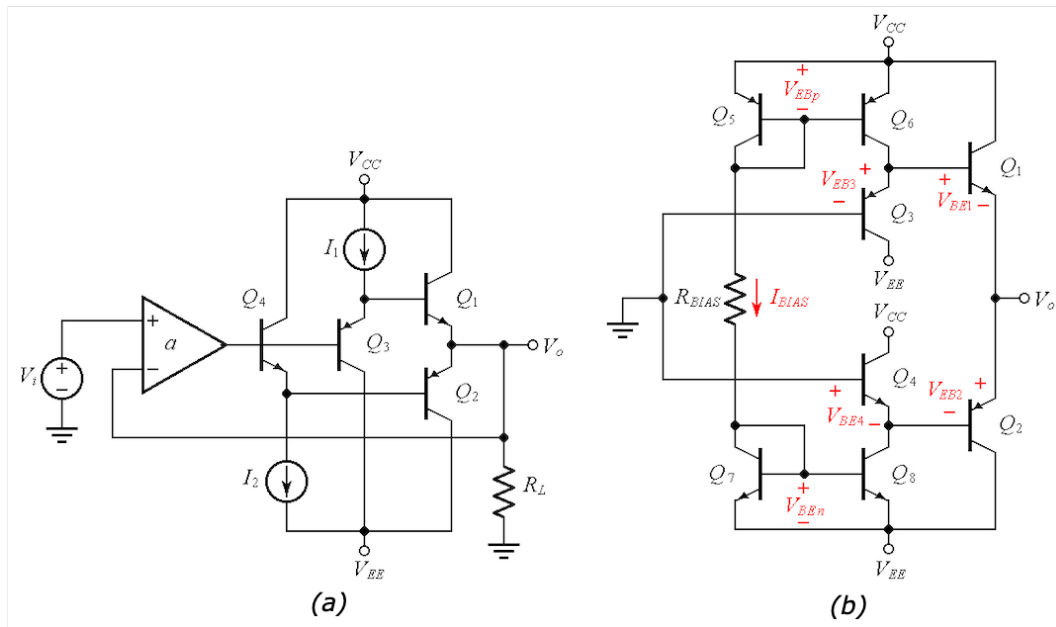 V_CC
I_1
Q_4
Q_1
+
a
Q_3
V_o
V_i
+
−
−
Q_2
I_2
R_L
V_EE
(a)
V_CC
+
V_EBp
−
Q_5
Q_6
V_EB3
+
−
+
V_BE1
−
Q_1
Q_3
V_EE
R_BIAS
I_BIAS
V_o
V_CC
Q_4
+
V_BE4
−
V_EB2
+
−
Q_2
Q_7
+
V_BEn
−
Q_8
V_EE
(b)